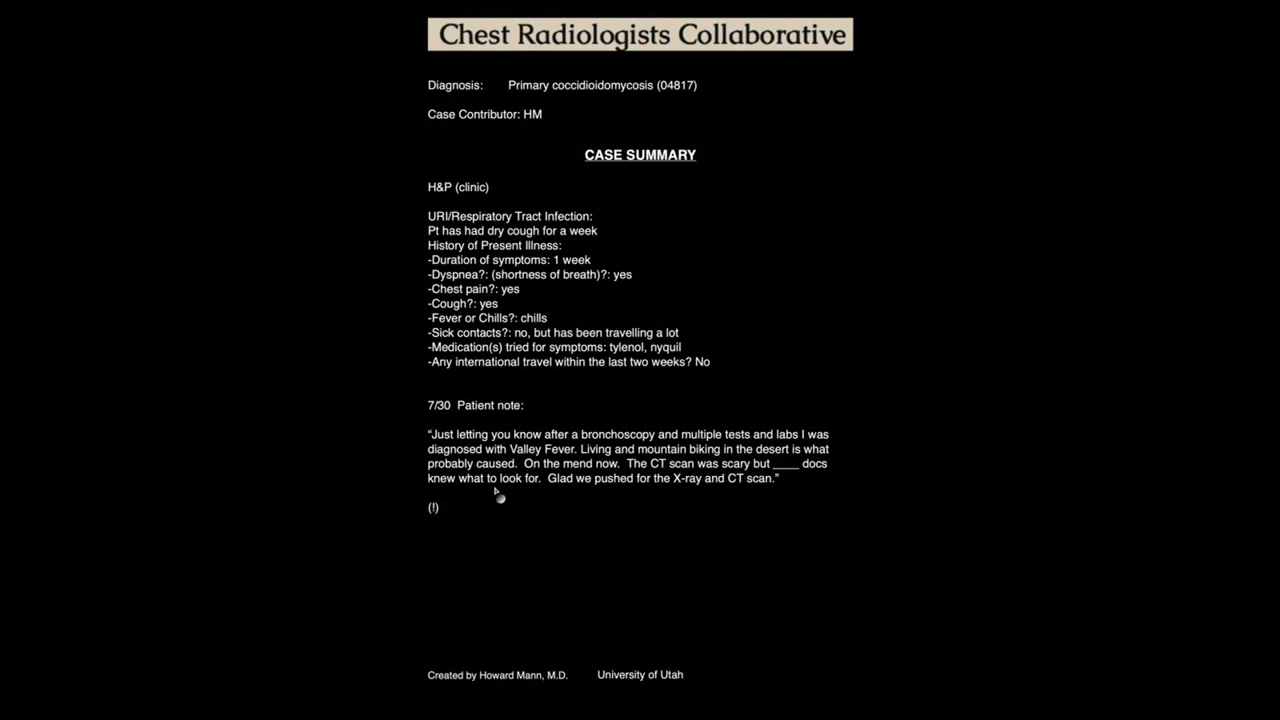 Chest Radiologists Collaborative
Diagnosis: Primary coccidioidomycosis (04817)
Case Contributor: HM
CASE SUMMARY
H&P (clinic)
URI/Respiratory Tract Infection:
Pt has had dry cough for a week
History of Present Illness:
-Duration of symptoms: 1 week
-Dyspnea?: (shortness of breath)?: yes
-Chest pain?: yes
-Cough?: yes
-Fever or Chills?: chills
-Sick contacts?: no, but has been travelling a lot
-Medication(s) tried for symptoms: tylenol, nyquil
-Any international travel within the last two weeks? No
7/30 Patient note:
“Just letting you know after a bronchoscopy and multiple tests and labs I was
diagnosed with Valley Fever. Living and mountain biking in the desert is what
probably caused. On the mend now. The CT scan was scary but ____ docs
knew what to look for. Glad we pushed for the X-ray and CT scan.”
(!)
Created by Howard Mann, M.D. University of Utah